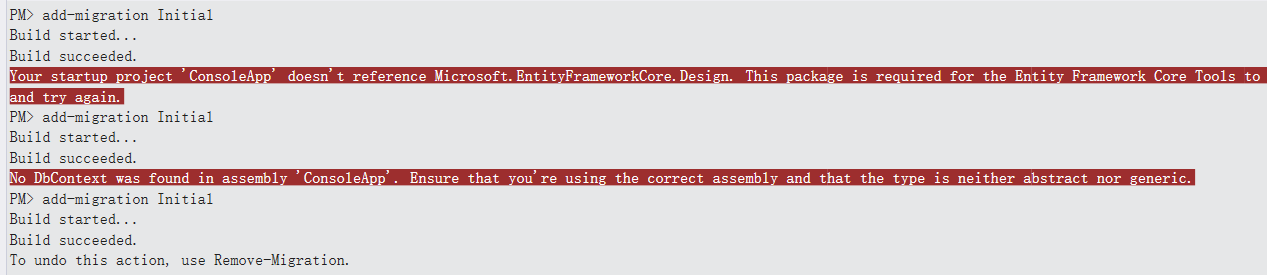 PM> add-migration Initial
Build started...
Build succeeded.
Your startup project 'ConsoleApp' doesn't reference Microsoft.EntityFrameworkCore.Design. This package is required for the Entity Framework Core Tools to
and try again.
PM> add-migration Initial
Build started...
Build succeeded.
No DbContext was found in assembly 'ConsoleApp'. Ensure that you're using the correct assembly and that the type is neither abstract nor generic.
PM> add-migration Initial
Build started...
Build succeeded.
To undo this action, use Remove-Migration.